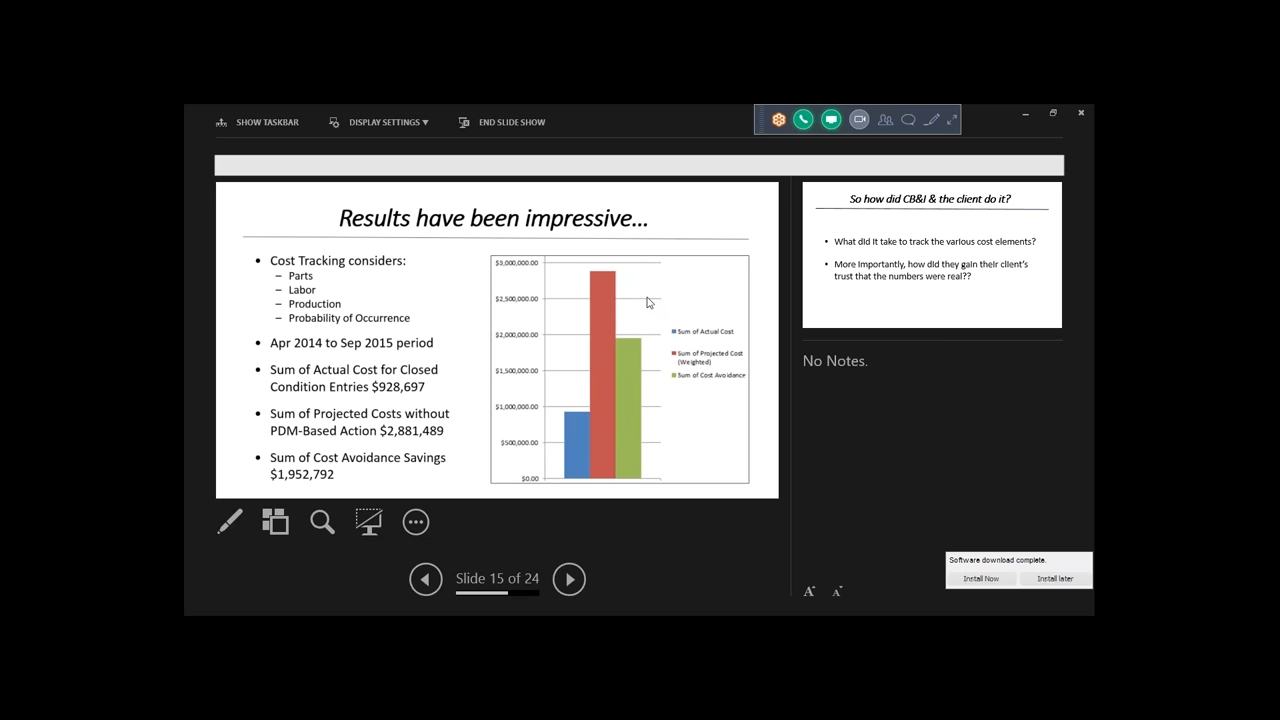 SHOW TASKBAR
DISPLAY SETTINGS ▼
END SLIDE SHOW
Results have been impressive...
• Cost Tracking considers:
– Parts
– Labor
– Production
– Probability of Occurrence
• Apr 2014 to Sep 2015 period
• Sum of Actual Cost for Closed
Condition Entries $928,697
• Sum of Projected Costs without
PDM-Based Action $2,881,489
• Sum of Cost Avoidance Savings
$1,952,792
$3,000,000.00
$2,500,000.00
$2,000,000.00
$1,500,000.00
$1,000,000.00
$500,000.00
$0.00
Sum of Actual Cost
Sum of Projected Cost
(Weighted)
Sum of Cost Avoidance
So how did CB&I & the client do it?
• What did it take to track the various cost elements?
• More importantly, how did they gain their client's
trust that the numbers were real??
No Notes.
Slide 15 of 24
Software download complete.
Install Now
Install later
A A